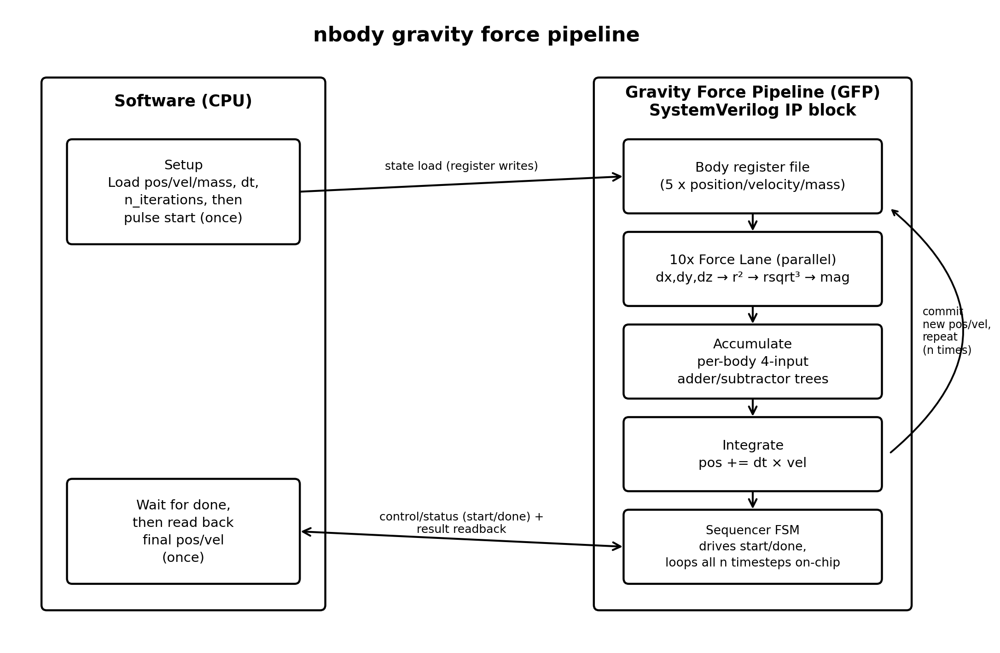 nbody gravity force pipeline
Software (CPU)
Setup
Load pos/vel/mass, dt,
n_iterations, then
pulse start (once)
Wait for done,
then read back
final pos/vel
(once)
state load (register writes)
control/status (start/done) +
result readback
Gravity Force Pipeline (GFP)
SystemVerilog IP block
Body register file
(5 x position/velocity/mass)
10x Force Lane (parallel)
dx,dy,dz → r² → rsqrt³ → mag
Accumulate
per-body 4-input
adder/subtractor trees
Integrate
pos += dt × vel
Sequencer FSM
drives start/done,
loops all n timesteps on-chip
commit
new pos/vel,
repeat
(n times)